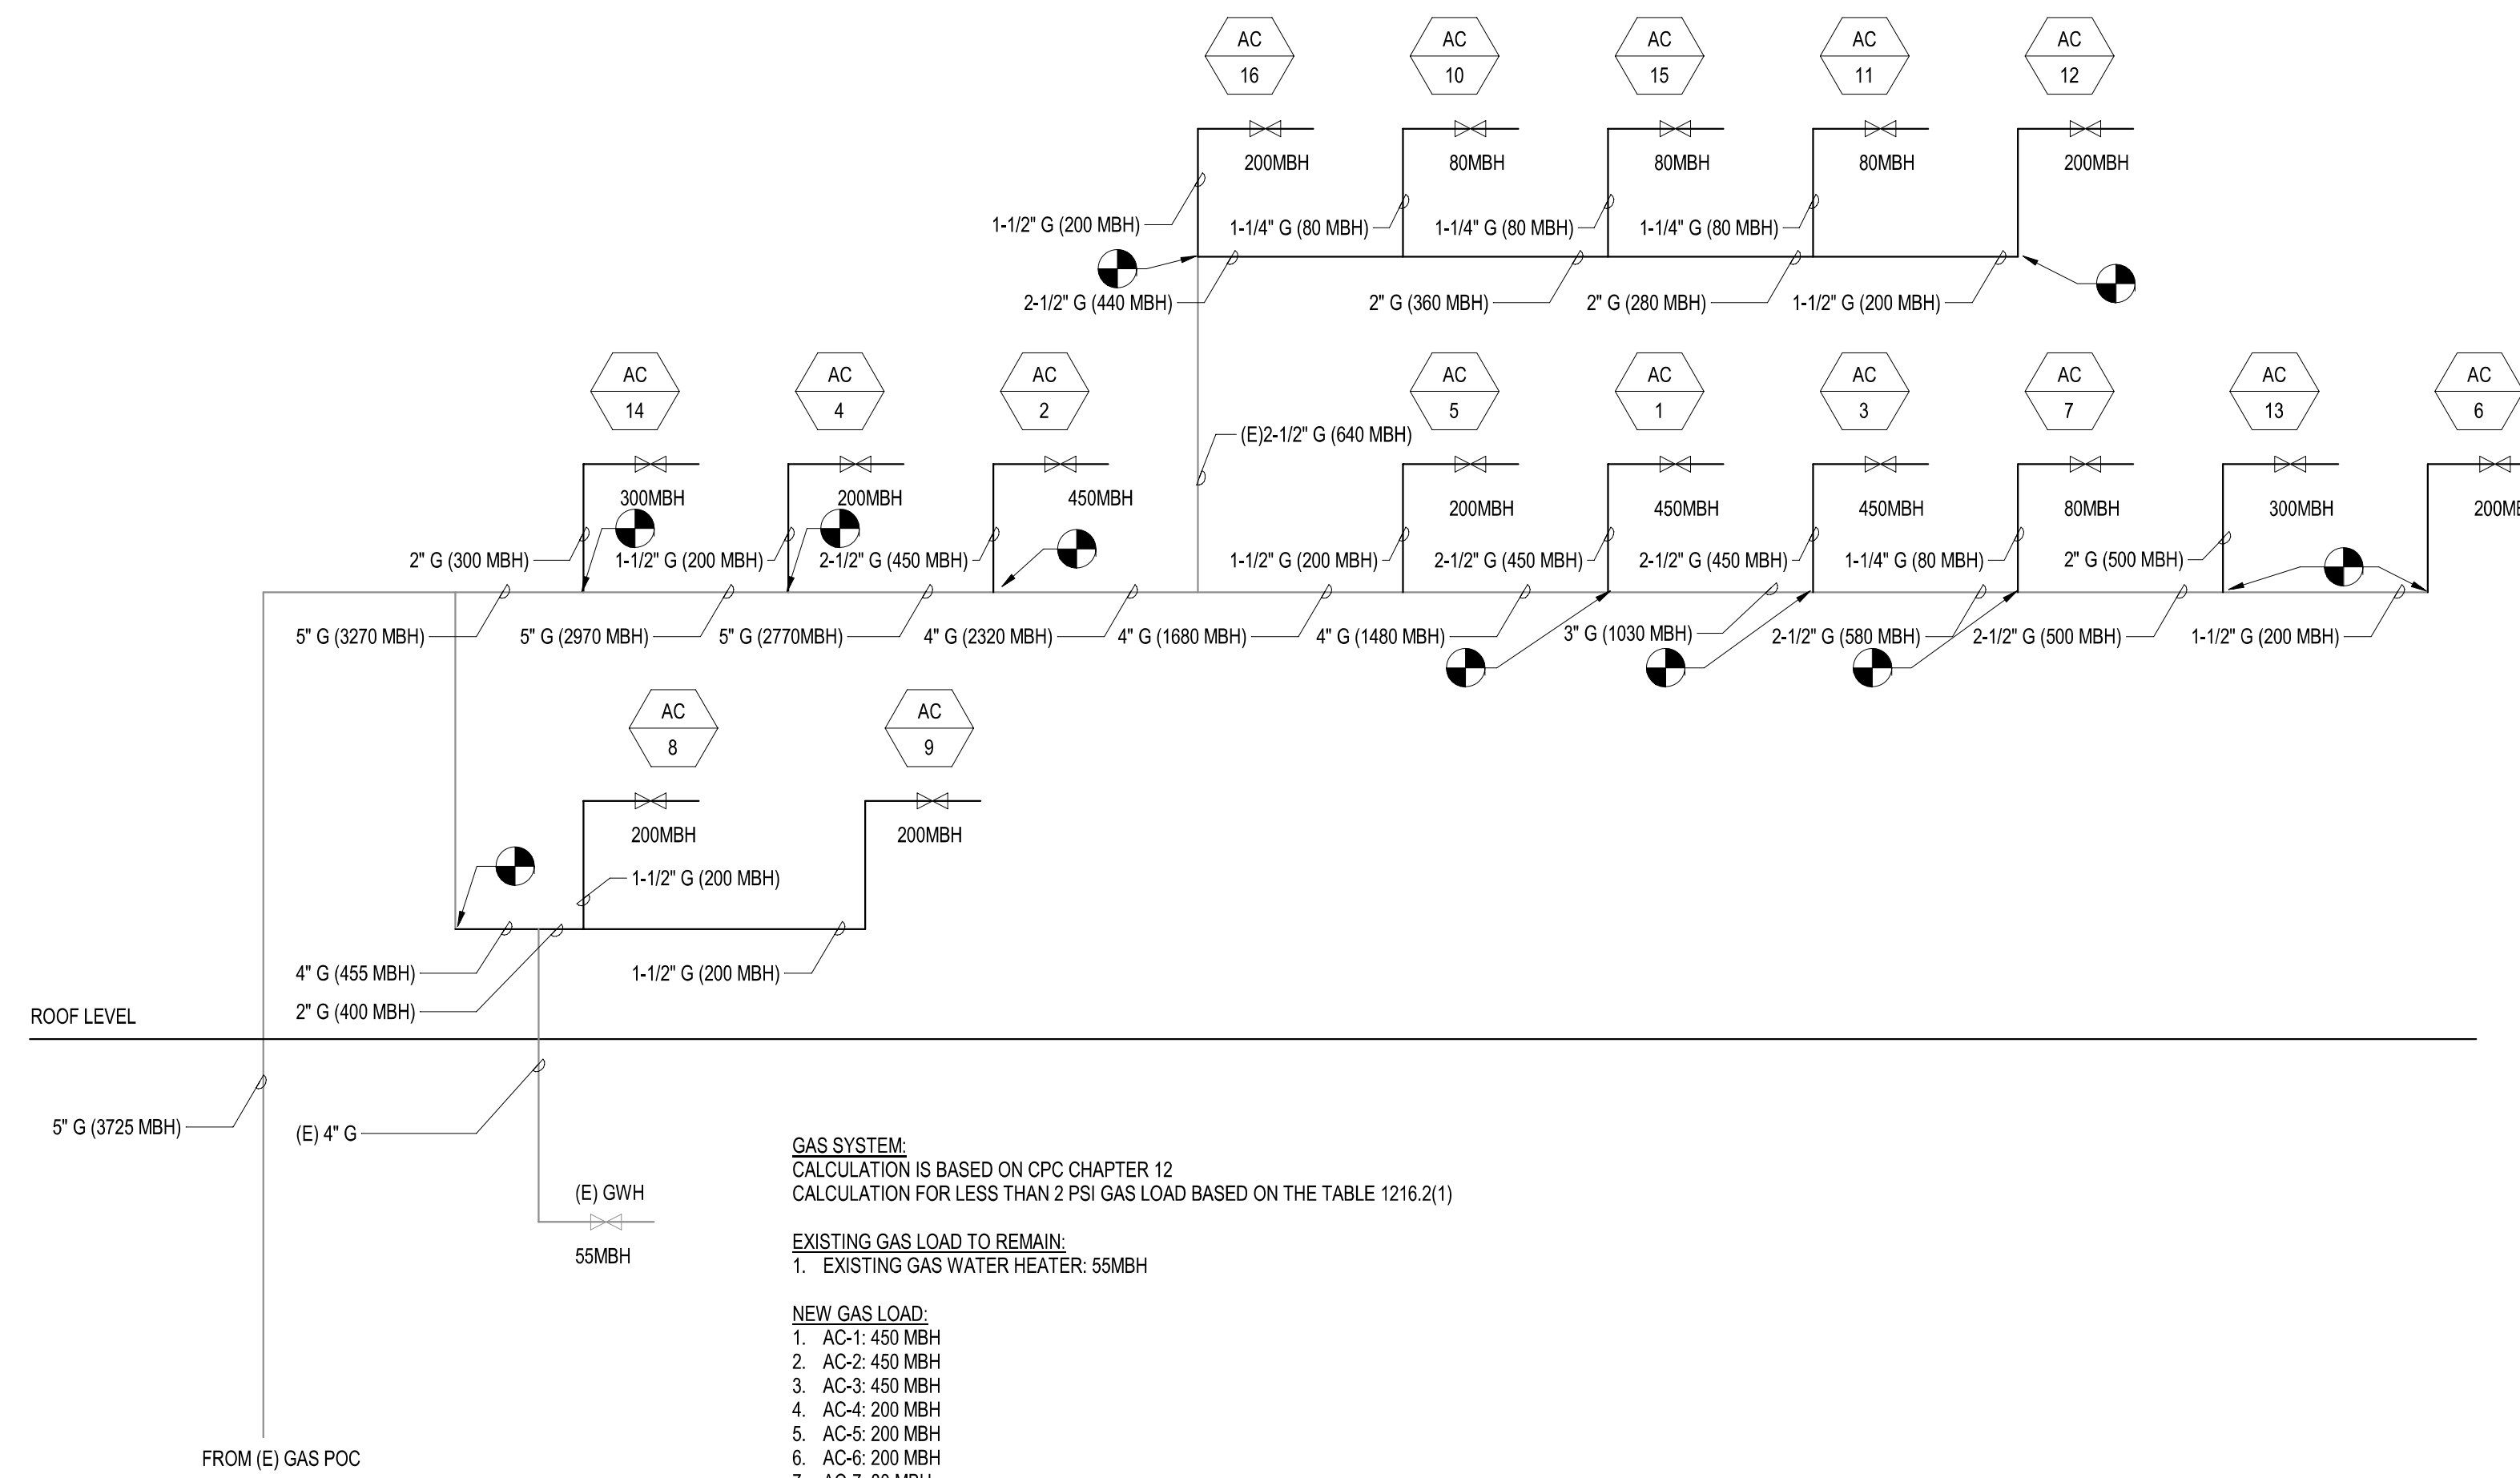 AC
16
AC
10
AC
15
AC
11
AC
12
200MBH
80MBH
80MBH
80MBH
200MBH
1-1/2" G (200 MBH)
1-1/4" G (80 MBH)
1-1/4" G (80 MBH)
1-1/4" G (80 MBH)
2-1/2" G (440 MBH)
2" G (360 MBH)
2" G (280 MBH)
1-1/2" G (200 MBH)
AC
14
AC
4
AC
2
AC
5
AC
1
AC
3
AC
7
AC
13
AC
6
(E)2-1/2" G (640 MBH)
300MBH
200MBH
450MBH
200MBH
450MBH
450MBH
80MBH
300MBH
2" G (300 MBH)
1-1/2" G (200 MBH)
2-1/2" G (450 MBH)
1-1/2" G (200 MBH)
2-1/2" G (450 MBH)
2-1/2" G (450 MBH)
1-1/4" G (80 MBH)
2" G (500 MBH)
5" G (3270 MBH)
5" G (2970 MBH)
5" G (2770MBH)
4" G (2320 MBH)
4" G (1680 MBH)
4" G (1480 MBH)
3" G (1030 MBH)
2-1/2" G (580 MBH)
2-1/2" G (500 MBH)
1-1/2" G (200 MBH)
AC
8
AC
9
200MBH
200MBH
1-1/2" G (200 MBH)
4" G (455 MBH)
1-1/2" G (200 MBH)
2" G (400 MBH)
ROOF LEVEL
5" G (3725 MBH)
(E) 4" G
(E) GWH
55MBH
FROM (E) GAS POC
GAS SYSTEM:
CALCULATION IS BASED ON CPC CHAPTER 12
CALCULATION FOR LESS THAN 2 PSI GAS LOAD BASED ON THE TABLE 1216.2(1)
EXISTING GAS LOAD TO REMAIN:
1. EXISTING GAS WATER HEATER: 55MBH
NEW GAS LOAD:
1. AC-1: 450 MBH
2. AC-2: 450 MBH
3. AC-3: 450 MBH
4. AC-4: 200 MBH
5. AC-5: 200 MBH
6. AC-6: 200 MBH